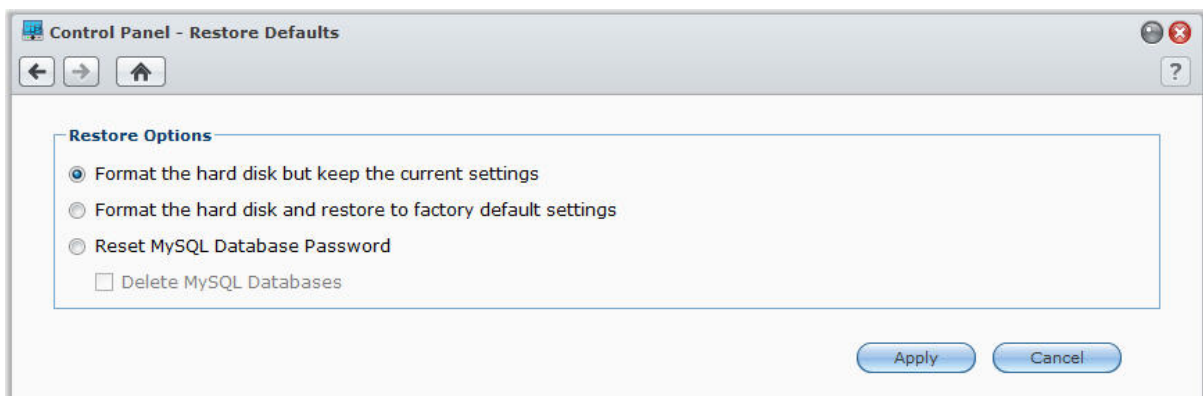 Control Panel - Restore Defaults
?
Restore Options
Format the hard disk but keep the current settings
Format the hard disk and restore to factory default settings
Reset MySQL Database Password
Delete MySQL Databases
Apply Cancel